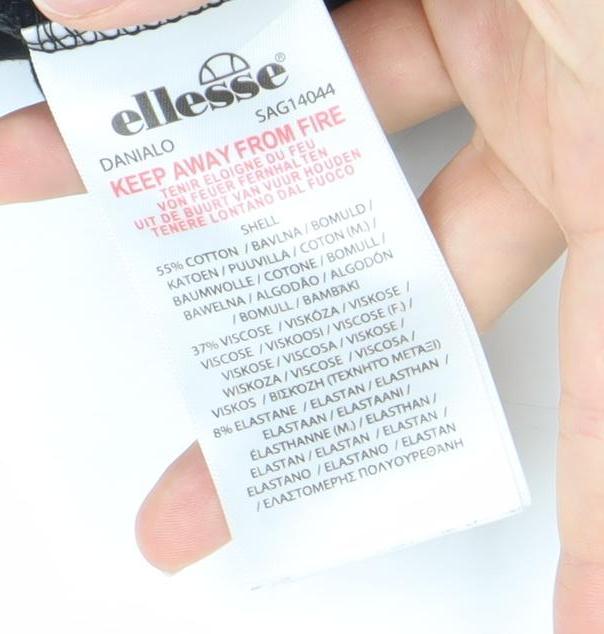 ellesse®
SAG14044
DANIALO
KEEP AWAY FROM FIRE
TENIR ELOIGNE DU FEU
VON FEUER FERNHALTEN
UIT DE BUURT VAN VUUR HOUDEN
TENERE LONTANO DAL FUOCO
SHELL
55% COTTON / BAVLNA / BOMULD /
KATOEN / PUUVILLA / COTON (M.) /
BAUMWOLLE / COTONE / BOMULL /
BAWEŁNA / ALGODÃO / ALGODÓN
/ BOMULL / ΒΑΜΒΑΚΙ
37% VISCOSE / VISKÓZA / VISKOSE /
VISCOSE / VISKOOSI / VISCOSE (F.) /
VISKOSE / VISCOSA / VISKOSE /
WISKOZA / VISCOSE / VISCOSA /
VISKOS / ΒΙΣΚΟΖΗ (ΤΕΧΝΗΤΟ ΜΕΤΑΞΙ)
8% ELASTANE / ELASTAN / ELASTHAN /
ELASTAAN / ELASTAANI /
ÉLASTHANNE (M.) / ELASTHAN /
ELASTAN / ELASTAN / ELASTAN /
ELASTANO / ELASTANO / ELASTAN
/ ΕΛΑΣΤΟΜΕΡΗΣ ΠΟΛΥΟΥΡΕΘΑΝΗ